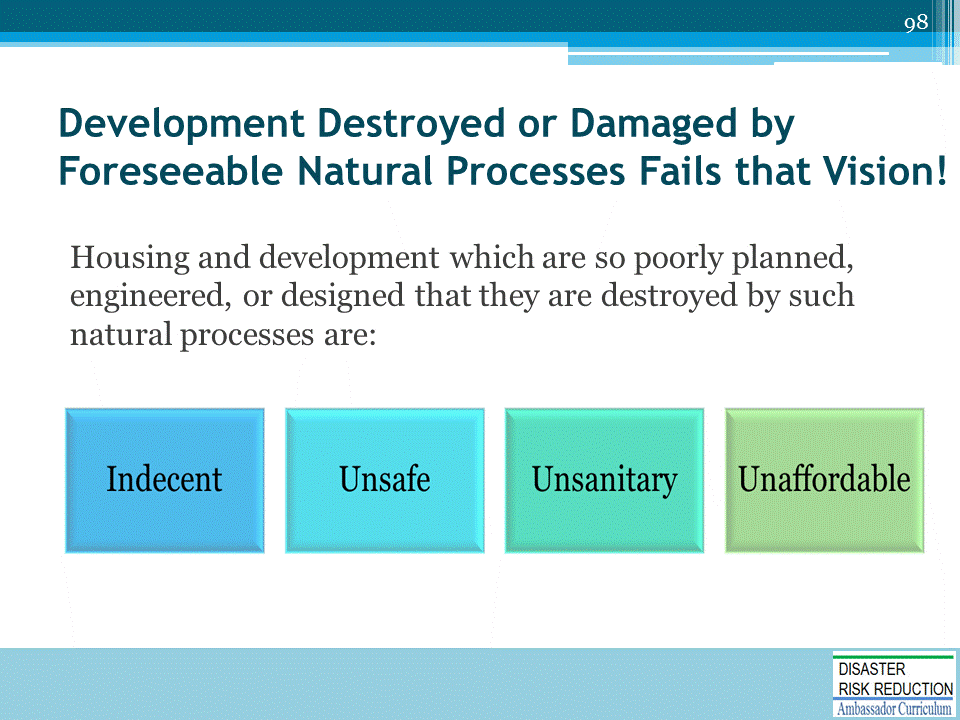 98
Development Destroyed or Damaged by
Foreseeable Natural Processes Fails that Vision!
Housing and development which are so poorly planned,
engineered, or designed that they are destroyed by such
natural processes are:
Indecent
Unsafe
Unsanitary
Unaffordable
DISASTER
RISK REDUCTION
Ambassador Curriculum